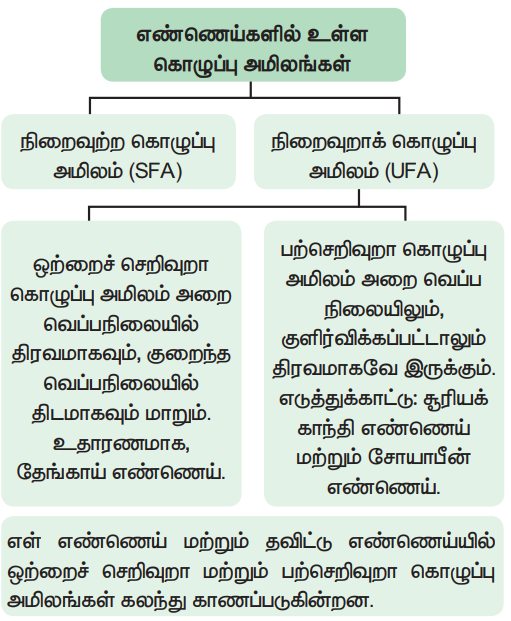 எண்ணெய்களில் உள்ள
கொழுப்பு அமிலங்கள்
நிறைவுற்ற கொழுப்பு
அமிலம் (SFA)
நிறைவுறாக் கொழுப்பு
அமிலம் (UFA)
ஒற்றைச் செறிவுறா
கொழுப்பு அமிலம் அறை
வெப்பநிலையில்
திரவமாகவும், குறைந்த
வெப்பநிலையில்
திடமாகவும் மாறும்.
உதாரணமாக,
தேங்காய் எண்ணெய்.
பற்செறிவுறா கொழுப்பு
அமிலம் அறை வெப்ப
நிலையிலும்,
குளிர்விக்கப்பட்டாலும்
திரவமாகவே இருக்கும்.
எடுத்துக்காட்டு: சூரியக்
காந்தி எண்ணெய்
மற்றும் சோயாபீன்
எண்ணெய்.
எள் எண்ணெய் மற்றும் தவிட்டு எண்ணெய்யில்
ஒற்றைச் செறிவுறா மற்றும் பற்செறிவுறா கொழுப்பு
அமிலங்கள் கலந்து காணப்படுகின்றன.